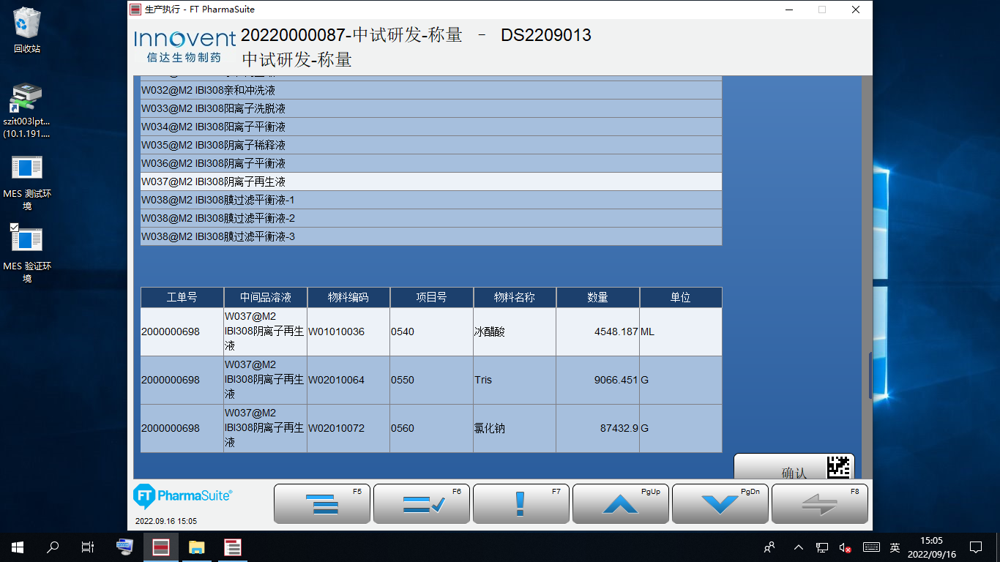 生产执行 - FT PharmaSuite
Innovent
信达生物制药
20220000087-中试研发-称量 - DS2209013
中试研发-称量
回收站
szit003lpt...
(10.1.191....
MES 测试环
境
MES 验证环
境
W032@M2 IBI308亲和冲洗液
W033@M2 IBI308阳离子洗脱液
W034@M2 IBI308阳离子平衡液
W035@M2 IBI308阴离子稀释液
W036@M2 IBI308阴离子平衡液
W037@M2 IBI308阴离子再生液
W038@M2 IBI308膜过滤平衡液-1
W038@M2 IBI308膜过滤平衡液-2
W038@M2 IBI308膜过滤平衡液-3
工单号 中间品溶液 物料编码 项目号 物料名称 数量 单位
W037@M2
2000000698 IBI308阴离子再生 W01010036 0540 冰醋酸 4548.187 ML
液
W037@M2
2000000698 IBI308阴离子再生 W02010064 0550 Tris 9066.451 G
液
W037@M2
2000000698 IBI308阴离子再生 W02010072 0560 氯化钠 87432.9 G
液
确认
FT PharmaSuite®
2022.09.16 15:05
F5
F6
F7
PgUp
PgDn
F8
英
15:05
2022/09/16